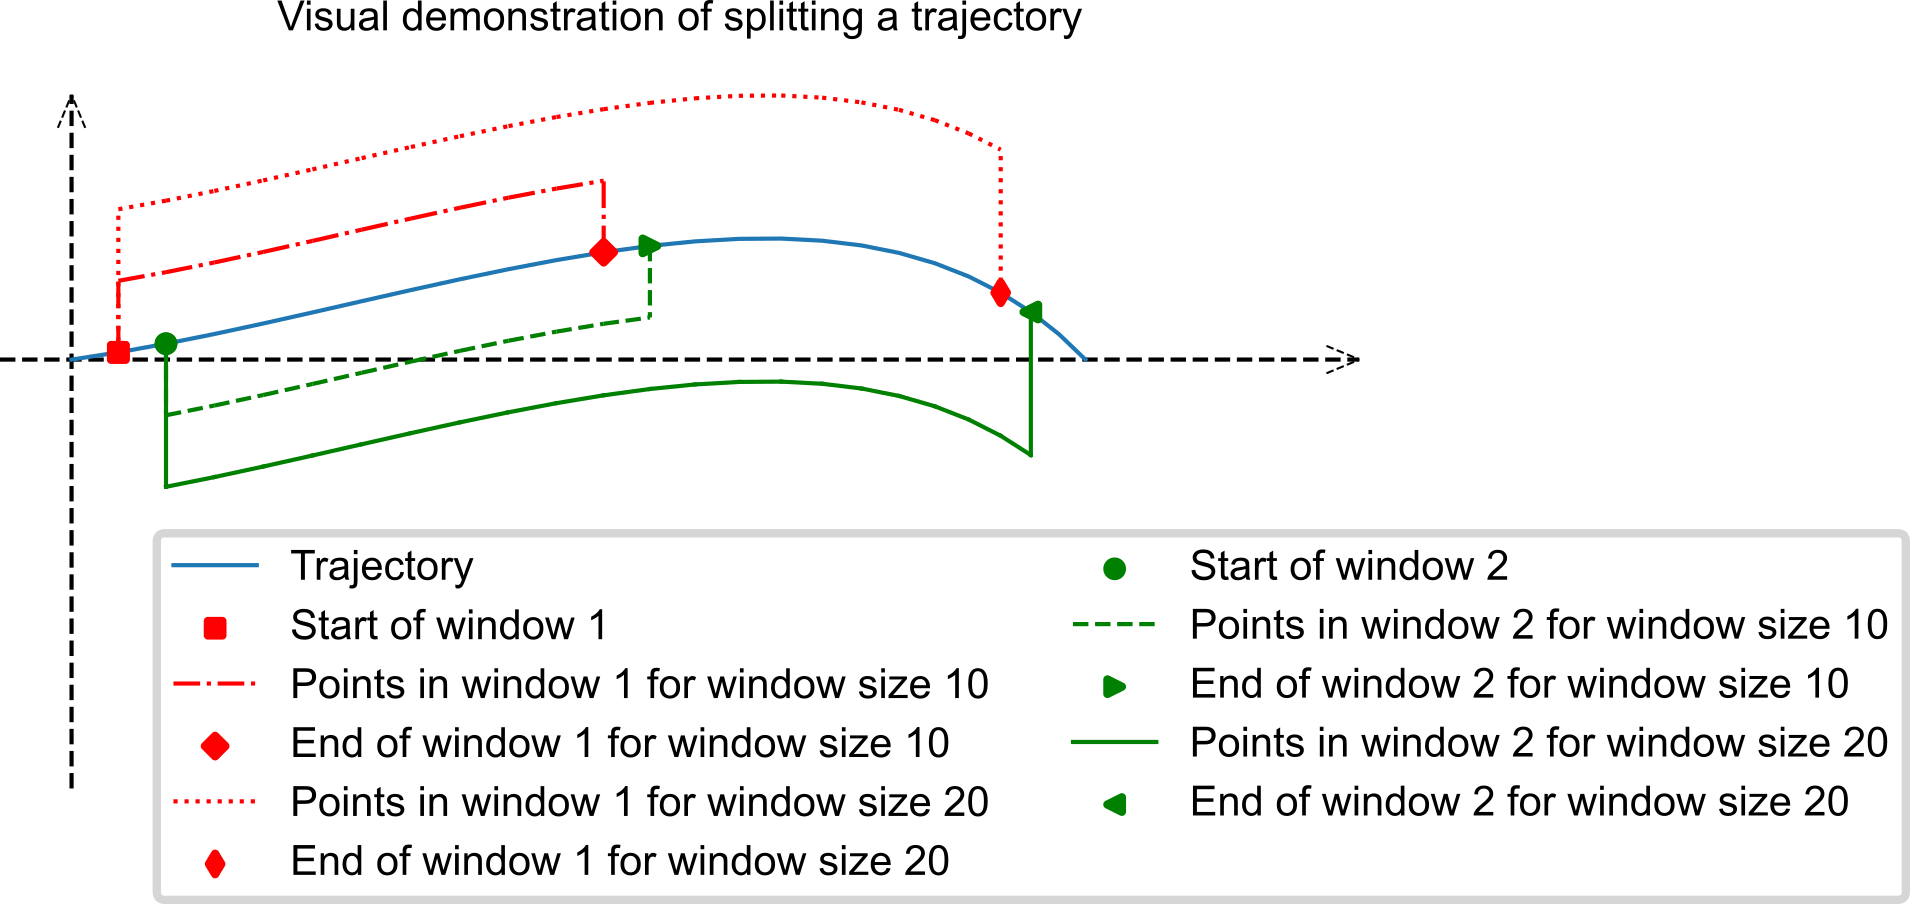 Visual demonstration of splitting a trajectory
Trajectory
Start of window 1
Points in window 1 for window size 10
End of window 1 for window size 10
Points in window 1 for window size 20
End of window 1 for window size 20
Start of window 2
Points in window 2 for window size 10
End of window 2 for window size 10
Points in window 2 for window size 20
End of window 2 for window size 20